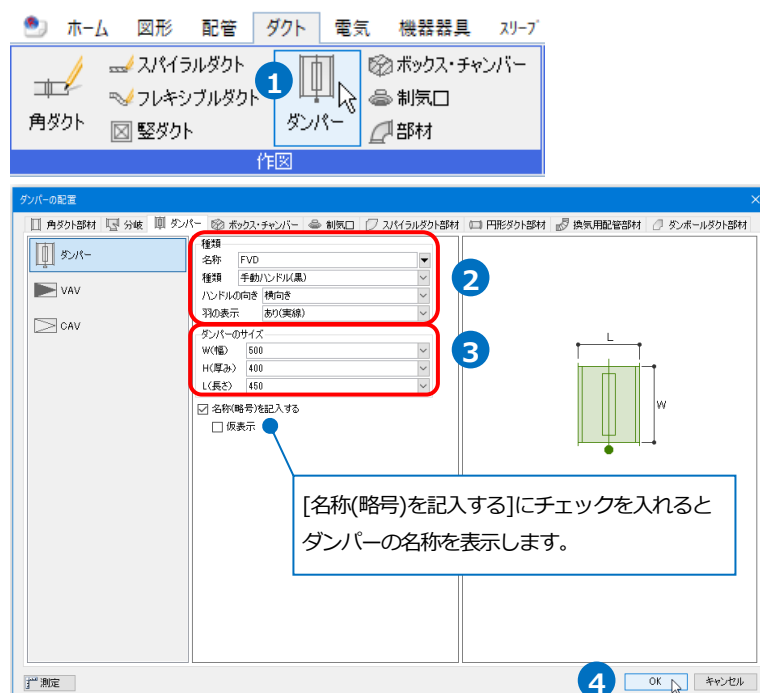 ホーム 図形 配管 ダクト 電気 機器器具 スリーブ
角ダクト
スパイラルダクト
フレキシブルダクト
竪ダクト
1
ダンパー
ボックス・チャンバー
制気口
部材
作図
ダンパーの配置
角ダクト部材 分岐 ダンパー ボックス・チャンバー 制気口 スパイラルダクト部材 円形ダクト部材 換気用配管部材 ダンボールダクト部材
ダンパー
VAV
CAV
種類
名称 FVD
種類 手動ハンドル(黒)
ハンドルの向き 横向き
羽の表示 あり(実線)
2
ダンパーのサイズ
W(幅) 500
H(厚み) 400
L(長さ) 450
3
名称(略号)を記入する
仮表示
L
W
[名称(略号)を記入する]にチェックを入れると
ダンパーの名称を表示します。
測定
4
OK キャンセル